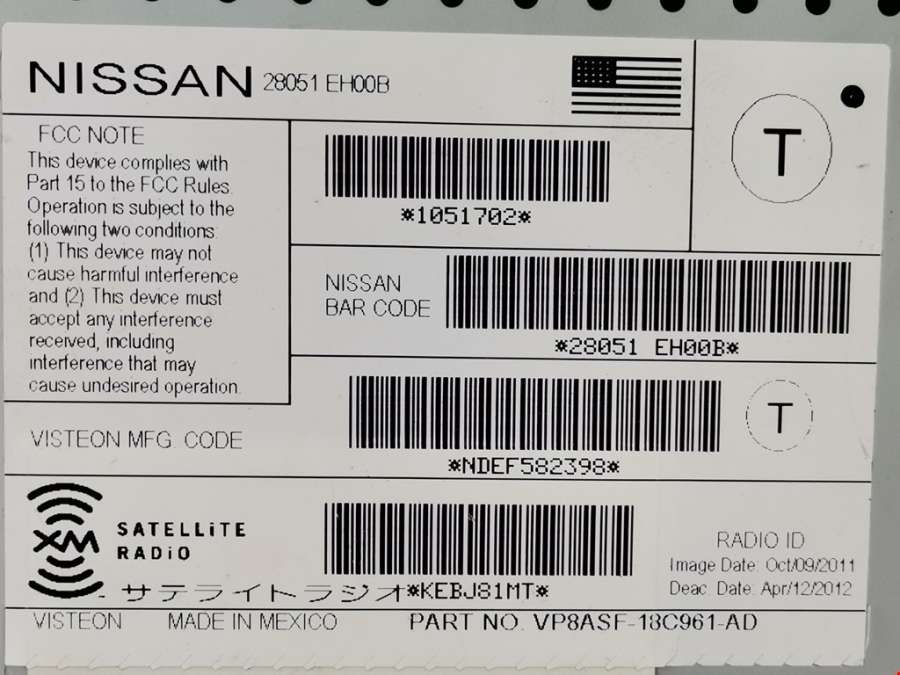 NISSAN 28051 EH00B
T
FCC NOTE
This device complies with
Part 15 to the FCC Rules.
Operation is subject to the
following two conditions:
(1) This device may not
cause harmful interference
and (2) This device must
accept any interference
received, including
interference that may
cause undesired operation.
*1051702*
NISSAN
BAR CODE
*28051 EH00B*
VISTEON MFG CODE
*NDEF582398*
T
XM SATELLiTE
RADiO
サテライトラジオ*KEBJ81MT*
RADIO ID
Image Date: Oct/09/2011
Deac. Date: Apr/12/2012
VISTEON MADE IN MEXICO PART NO. VP8ASF-18C961-AD